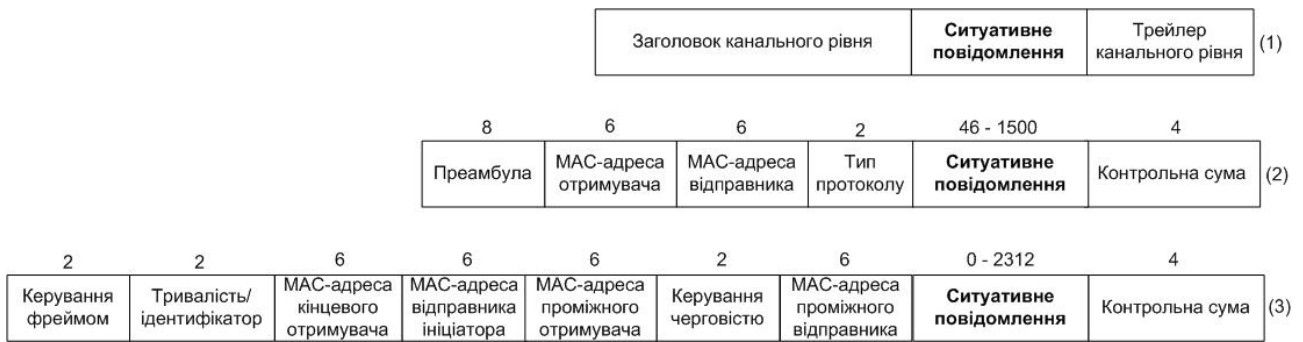 Заголовок канального рівня
Ситуативне
повідомлення
Трейлер
канального рівня
(1)
8
6
6
2
46 - 1500
4
Преамбула
MAC-адреса
отримувача
MAC-адреса
відправника
Тип
протоколу
Ситуативне
повідомлення
Контрольна сума
(2)
2
2
6
6
6
2
6
0 - 2312
4
Керування
фреймом
Тривалість/
ідентифікатор
MAC-адреса
кінцевого
отримувача
MAC-адреса
відправника
ініціатора
MAC-адреса
проміжного
отримувача
Керування
черговістю
MAC-адреса
проміжного
відправника
Ситуативне
повідомлення
Контрольна сума
(3)